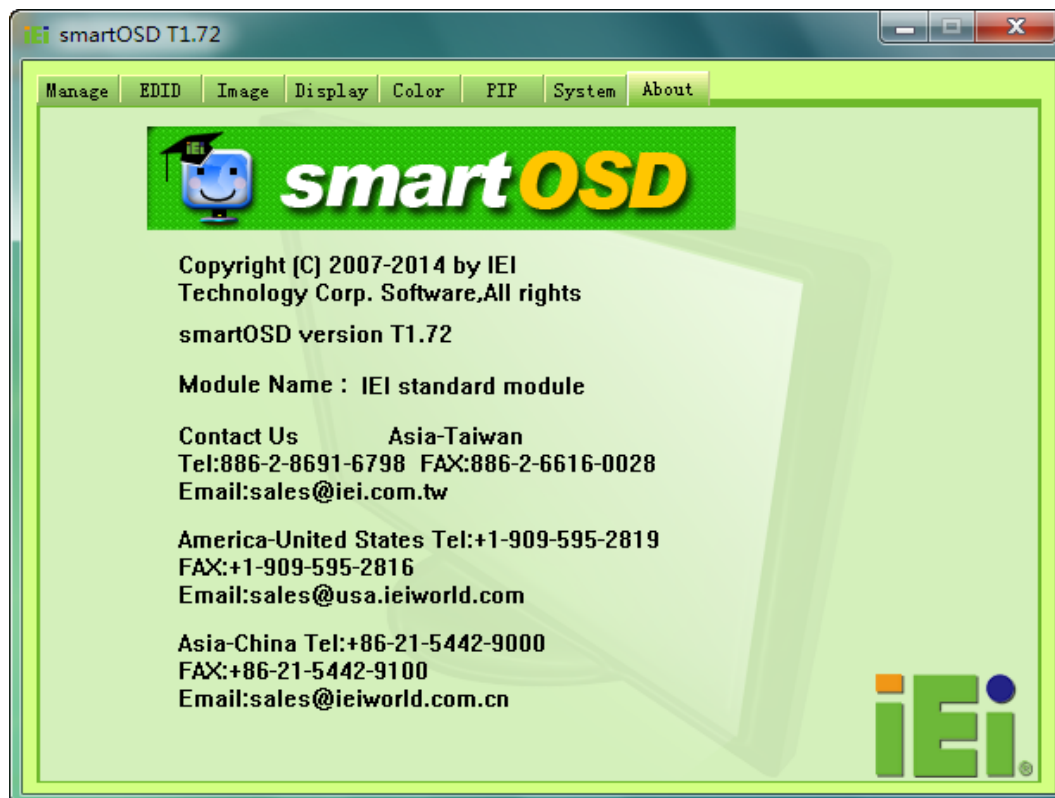 iEi smartOSD T1.72
Manage EDID Image Display Color PIP System About
iEi
smartOSD
Copyright (C) 2007-2014 by IEI
Technology Corp. Software,All rights
smartOSD version T1.72
Module Name : IEI standard module
Contact Us Asia-Taiwan
Tel:886-2-8691-6798 FAX:886-2-6616-0028
Email:sales@iei.com.tw
America-United States Tel:+1-909-595-2819
FAX:+1-909-595-2816
Email:sales@usa.ieiworld.com
Asia-China Tel:+86-21-5442-9000
FAX:+86-21-5442-9100
Email:sales@ieiworld.com.cn
iEi®